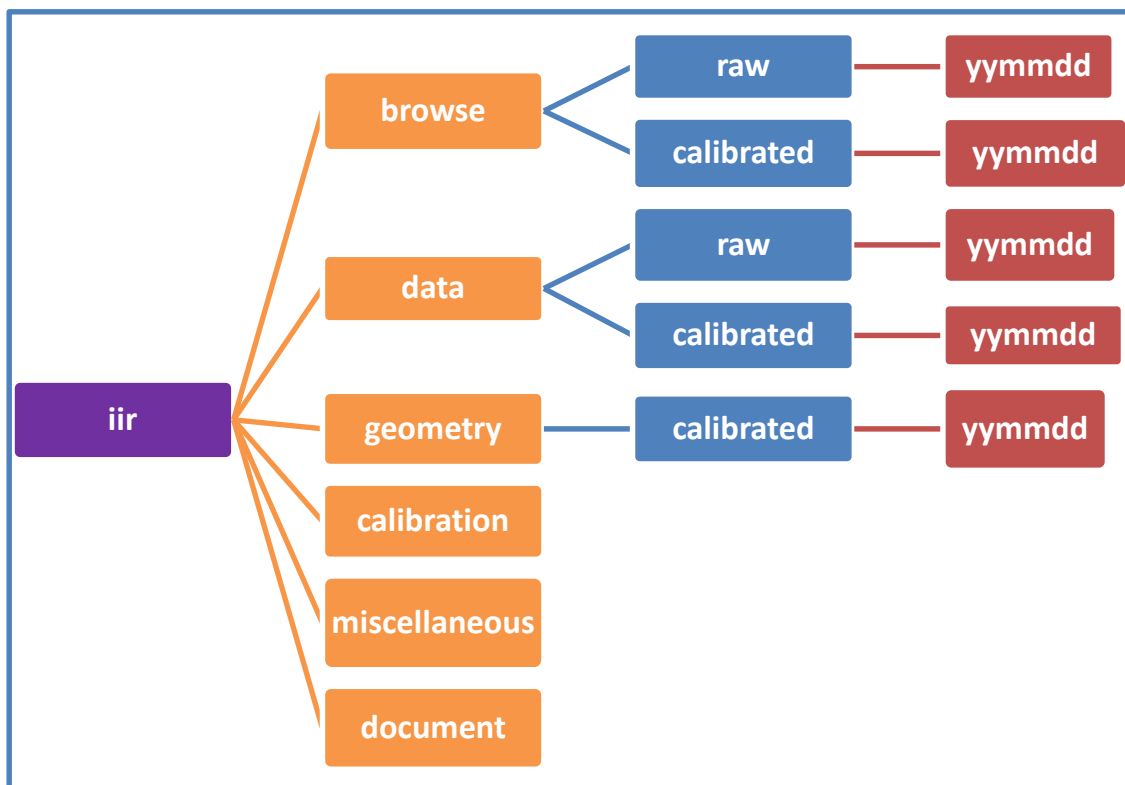 browse
raw
yymmdd
calibrated
yymmdd
data
raw
yymmdd
calibrated
yymmdd
iir
geometry
calibrated
yymmdd
calibration
miscellaneous
document